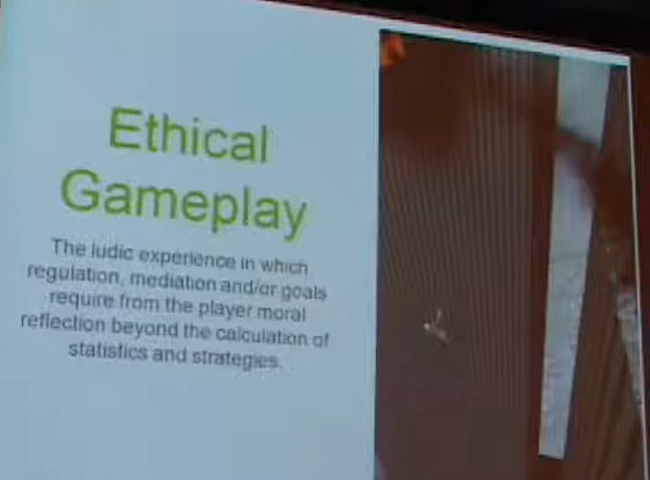 Ethical
Gameplay
The ludic experience in which
regulation, mediation and/or goals
require from the player moral
reflection beyond the calculation of
statistics and strategies.